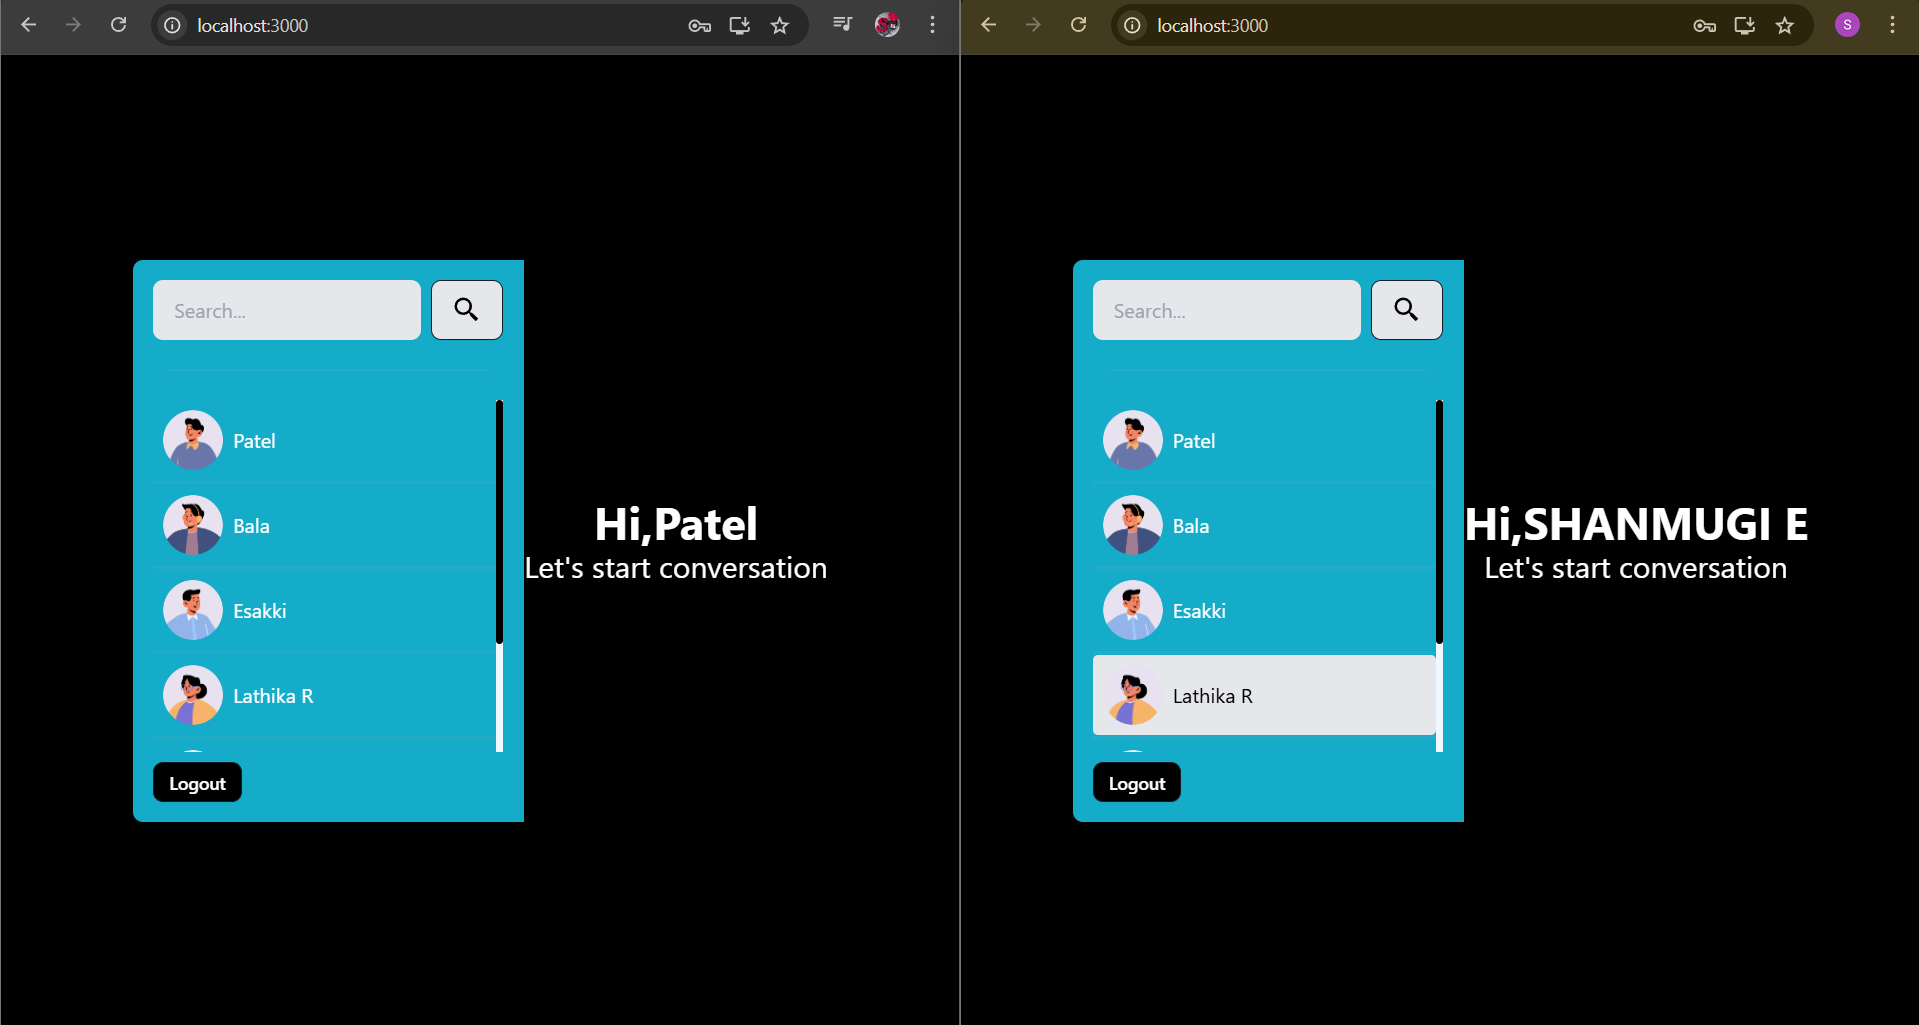 localhost:3000
Search...
Patel
Bala
Esakki
Lathika R
Logout
Hi,Patel
Let's start conversation
localhost:3000
S
Search...
Patel
Bala
Esakki
Lathika R
Logout
Hi,SHANMUGI E
Let's start conversation